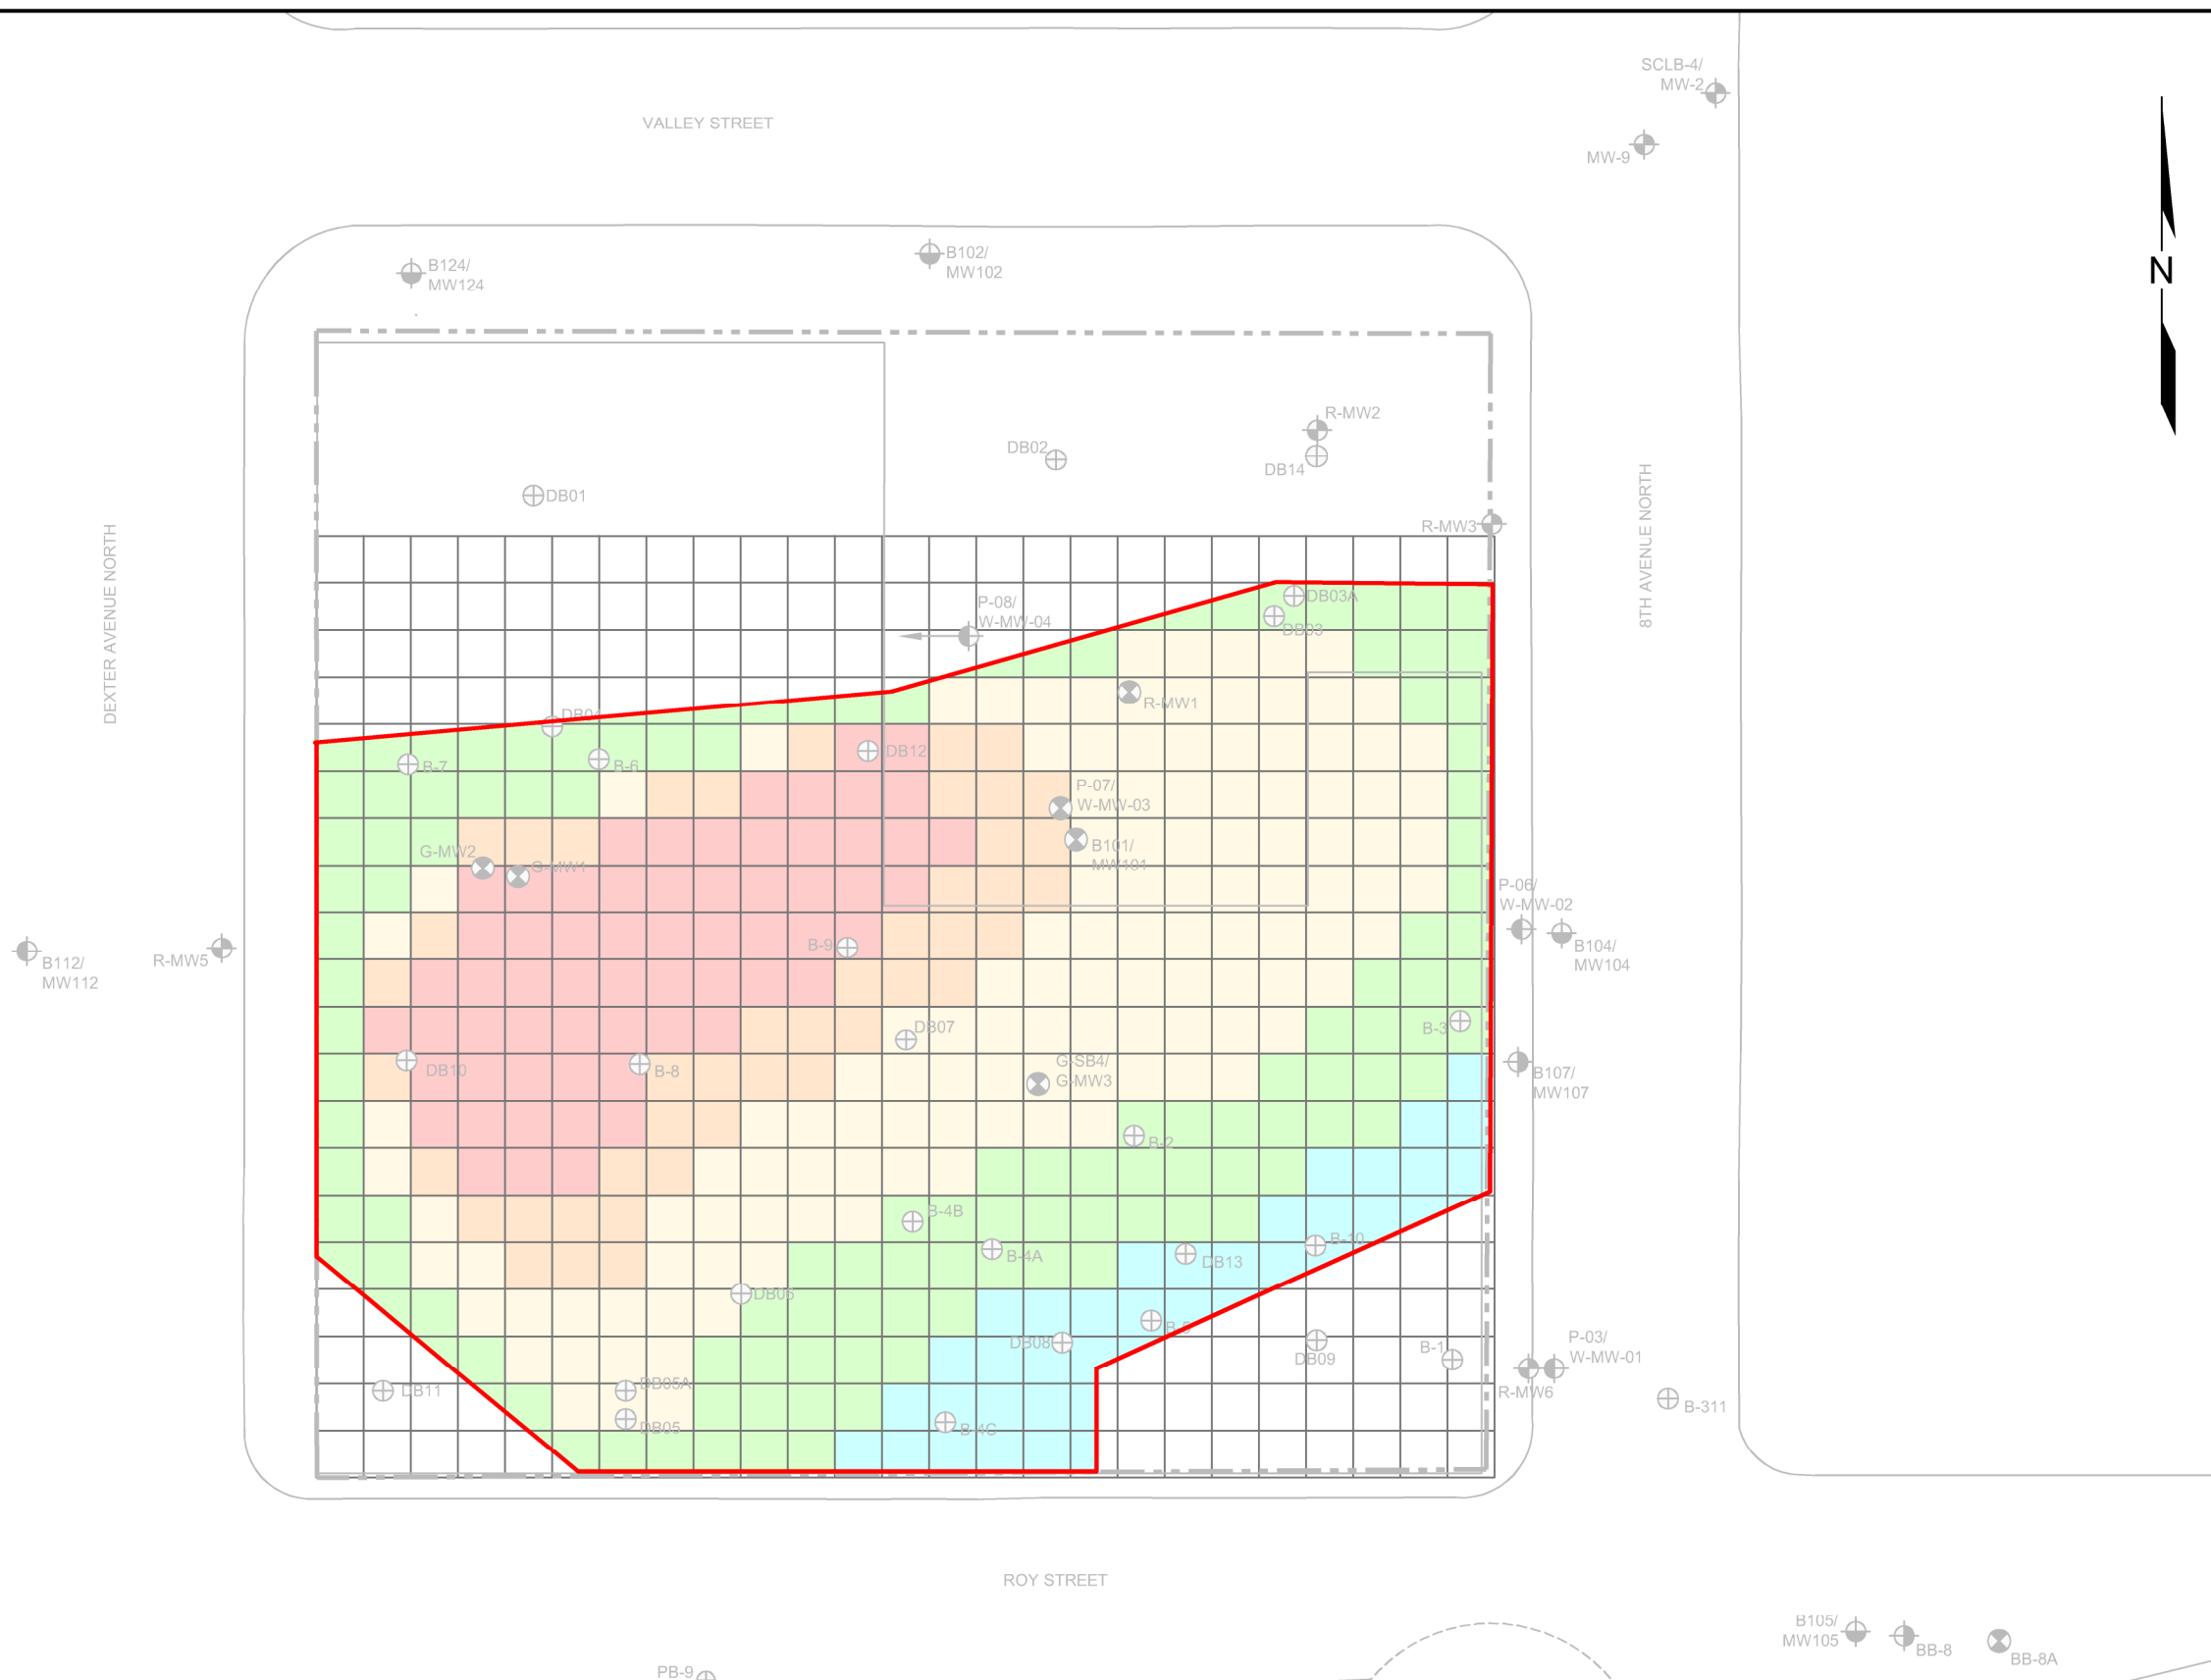 SCLB-4/
MW-2
VALLEY STREET
MW-9
B124/
MW124
B102/
MW102
N
R-MW2
DB02
DB14
DB01
R-MW3
DEXTER AVENUE NORTH
8TH AVENUE NORTH
P-08/
W-MW-04
DB03A
DB03
R-MW1
DB04
B-7
B-6
DB12
P-07/
W-MW-03
B101/
MW101
G-MW2
G-MW1
P-06/
W-MW-02
B104/
MW104
B112/
MW112
R-MW5
B-9
DB07
B-3
DB10
B-8
G-SB4/
G-MW3
B107/
MW107
B-2
B-4B
B-4A
DB13
B-10
DB06
DB08
DB09
B-1
P-03/
W-MW-01
R-MW6
B-311
DB11
DB05A
DB05
B-4C
ROY STREET
B105/
MW105
BB-8
BB-8A
PB-9